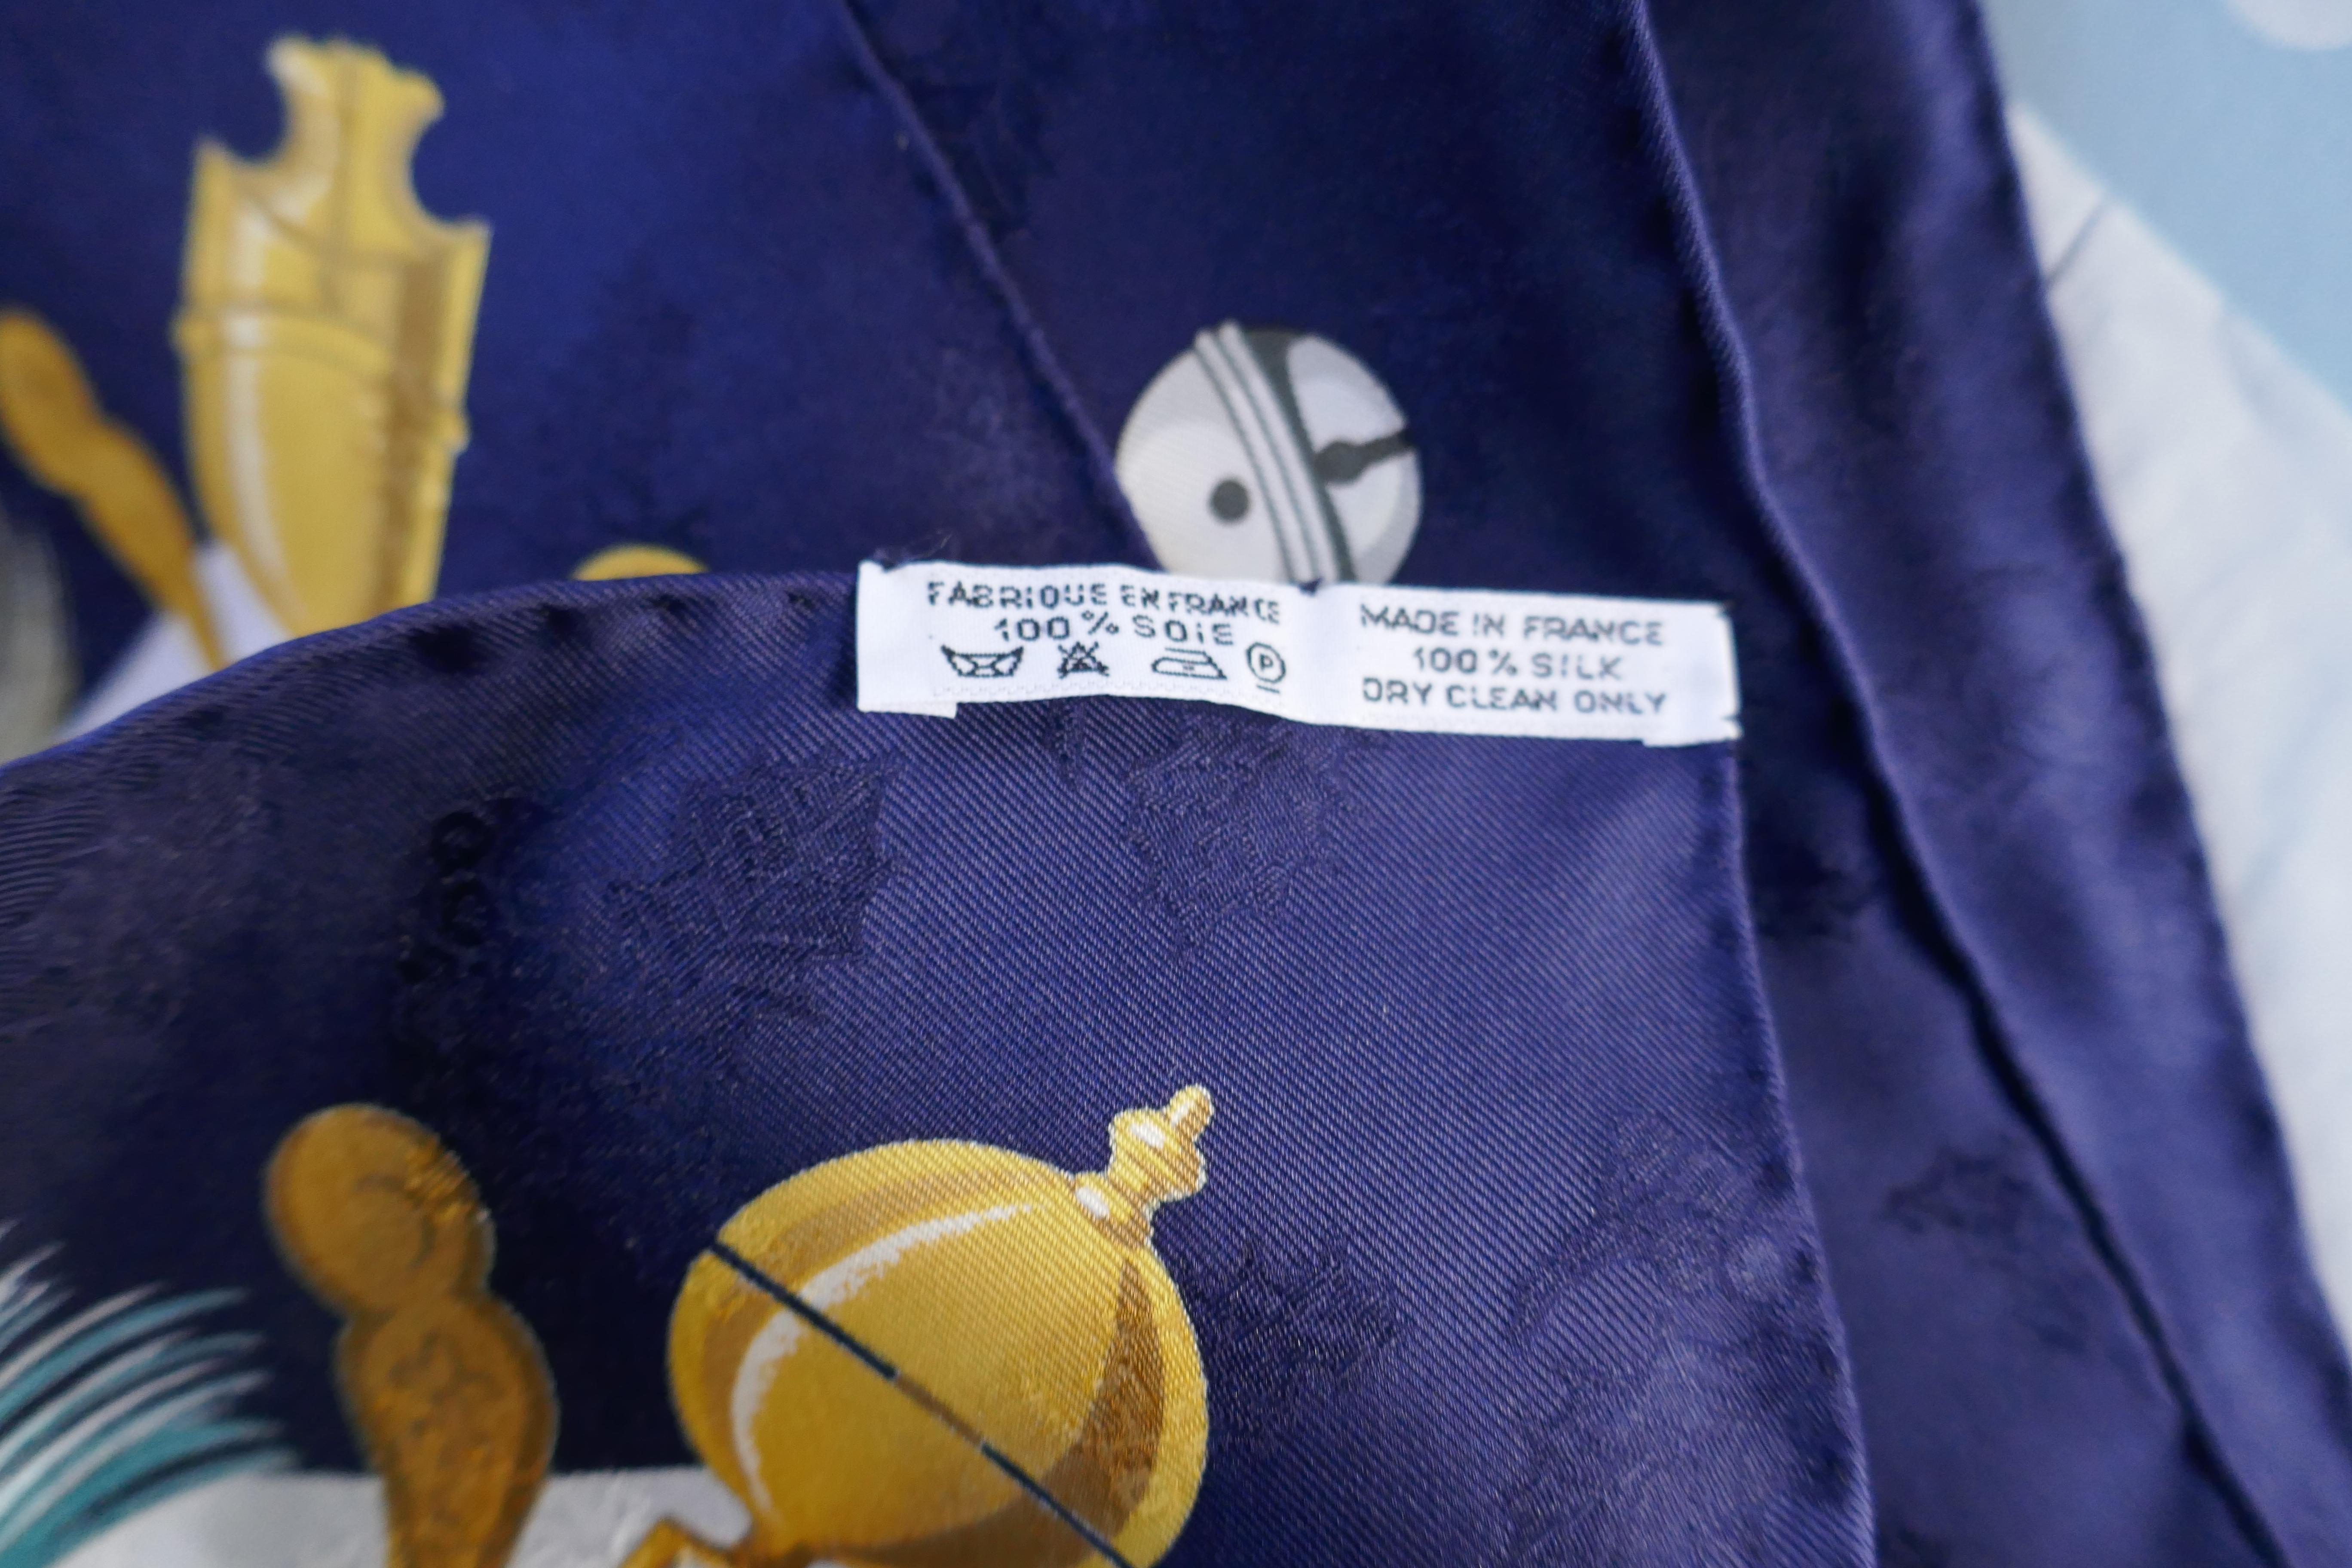 FABRIQUE EN FRANCE
100 % SOIE
P
MADE IN FRANCE
100 % SILK
DRY CLEAN ONLY